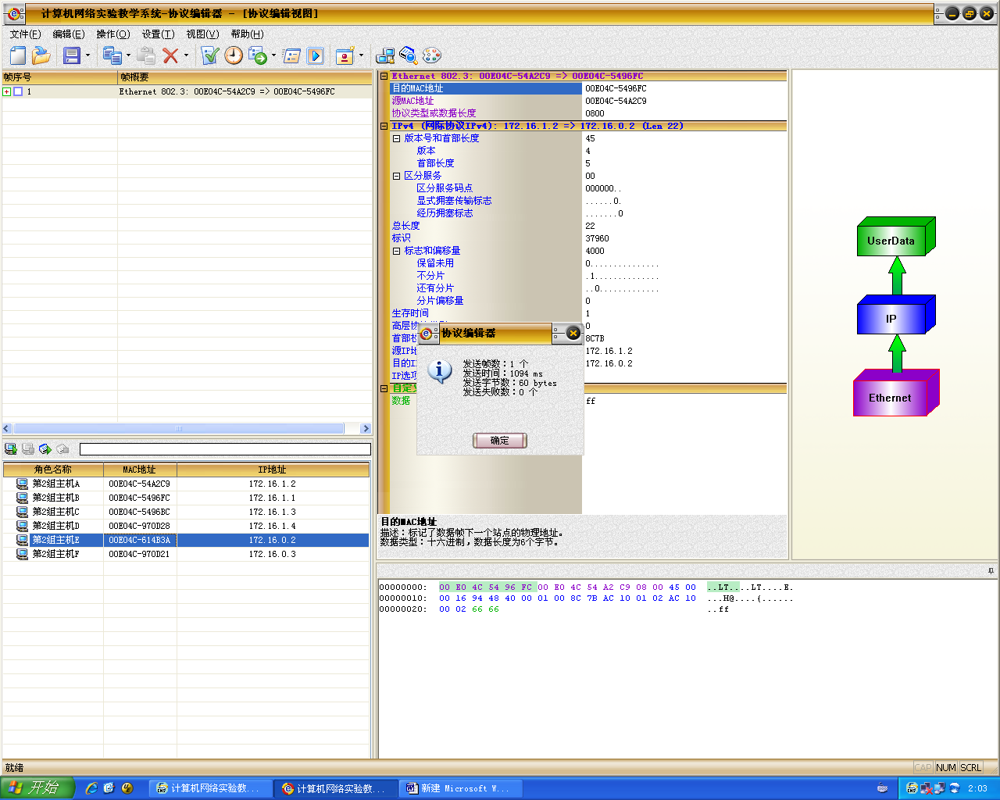 计算机网络实验教学系统-协议编辑器 - [协议编辑视图]
文件(F) 编辑(E) 操作(O) 设置(T) 视图(V) 帮助(H)
帧序号 帧概要
1 Ethernet 802.3: 00E04C-54A2C9 => 00E04C-5496FC
Ethernet 802.3: 00E04C-54A2C9 => 00E04C-5496FC
目的MAC地址 00E04C-5496FC
源MAC地址 00E04C-54A2C9
协议类型或数据长度 0800
IPv4 (网际协议IPv4): 172.16.1.2 => 172.16.0.2 (Len 22)
版本号和首部长度 45
版本 4
首部长度 5
区分服务 00
区分服务码点 000000..
显式拥塞传输标志 ......0.
经历拥塞标志 .......0
总长度 22
标识 37960
标志和偏移量 4000
保留未用 0...............
不分片 .1..............
还有分片 ..0.............
分片偏移量 0
生存时间 1
高层协 0
首部 8C7B
源IP地 172.16.1.2
目的I 172.16.0.2
IP选项
自定义
数据 ff
协议编辑器
发送帧数：1 个
发送时间：1094 ms
发送字节数：60 bytes
发送失败数：0 个
确定
UserData
IP
Ethernet
角色名称 MAC地址 IP地址
第2组主机A 00E04C-54A2C9 172.16.1.2
第2组主机B 00E04C-5496FC 172.16.1.1
第2组主机C 00E04C-5496BC 172.16.1.3
第2组主机D 00E04C-970D28 172.16.1.4
第2组主机E 00E04C-614B3A 172.16.0.2
第2组主机F 00E04C-970D21 172.16.0.3
目的MAC地址
描述：标记了数据帧下一个站点的物理地址。
数据类型：十六进制，数据长度为6个字节。
00000000: 00 E0 4C 54 96 FC 00 E0 4C 54 A2 C9 08 00 45 00 ..LT....LT....E.
00000010: 00 16 94 48 40 00 01 00 8C 7B AC 10 01 02 AC 10 ...H@....{......
00000020: 00 02 66 66 ..ff
就绪 CAP NUM SCRL
开始 计算机网络实验教... 计算机网络实验教... 新建 Microsoft W... 2:03